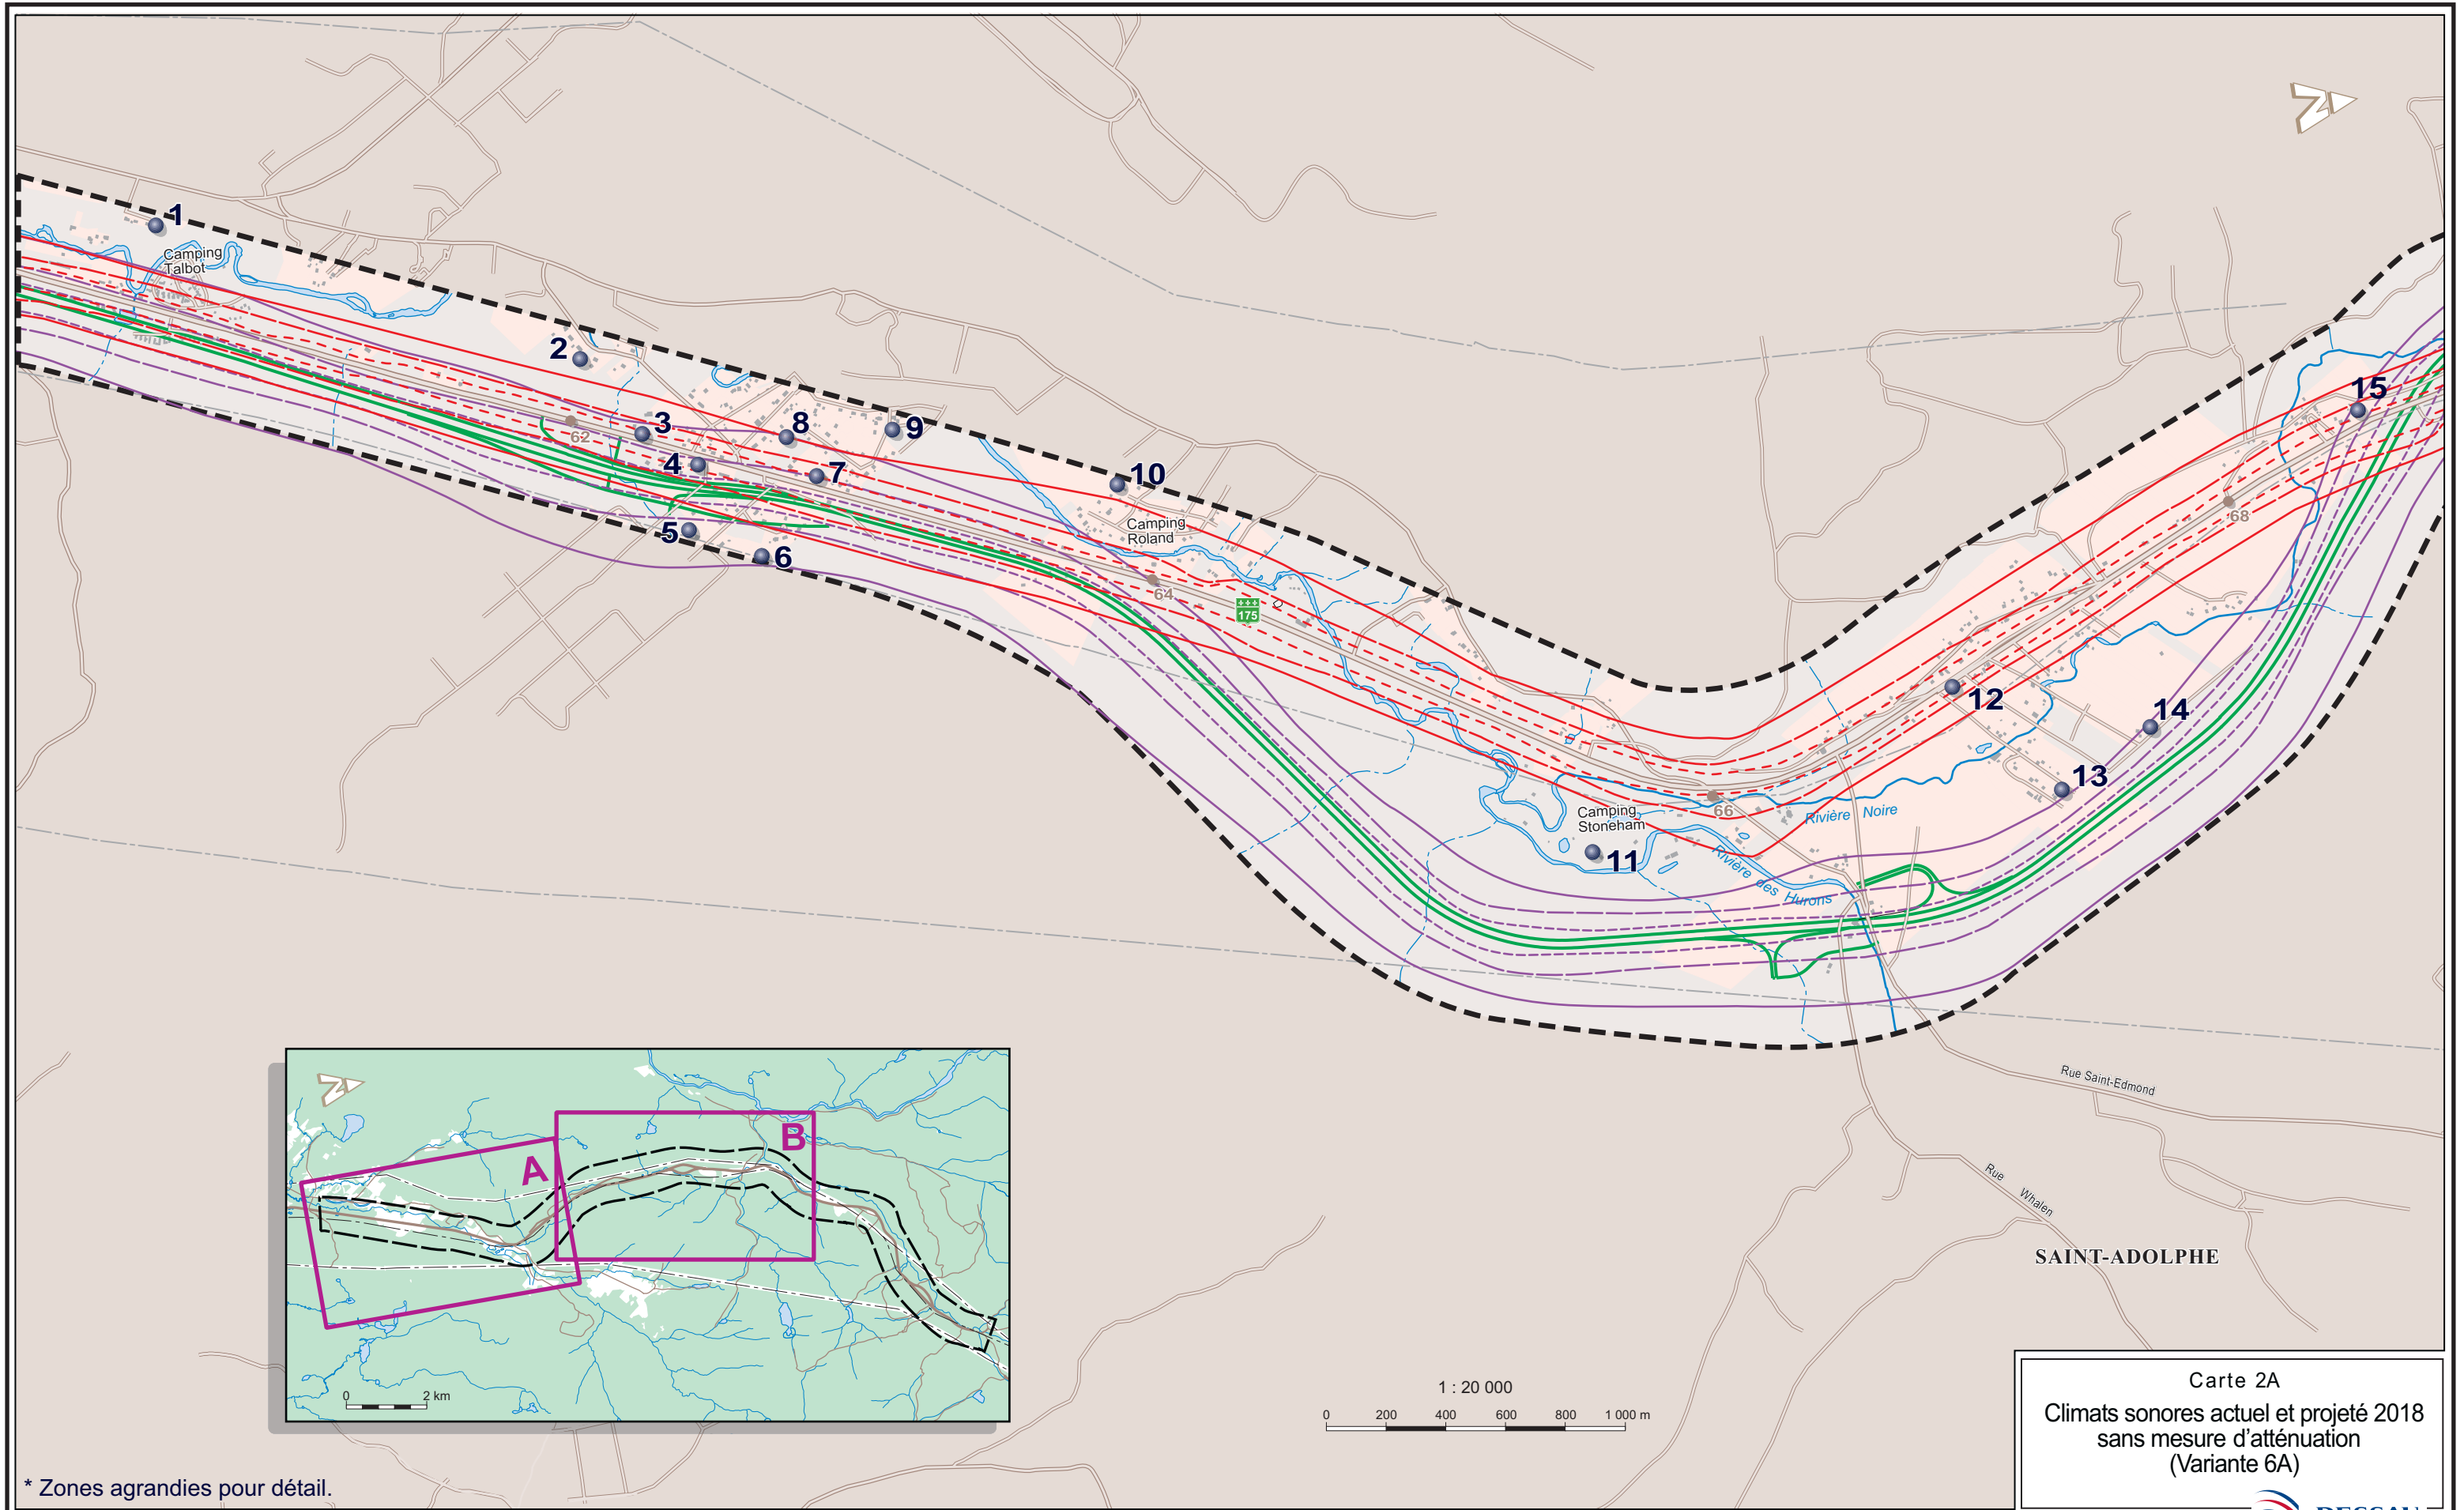 1
Camping
Talbot
2
62
3
4
5
6
7
8
9
10
Camping
Roland
64
175
Camping
Stoneham
11
66
Rivière Noire
Rivière des Hurons
12
13
14
15
68
N
Rue Saint-Edmond
Rue Whalen
SAINT-ADOLPHE
N
A
B
0 2 km
1 : 20 000
0 200 400 600 800 1 000 m
* Zones agrandies pour détail.
Carte 2A
Climats sonores actuel et projeté 2018
sans mesure d'atténuation
(Variante 6A)